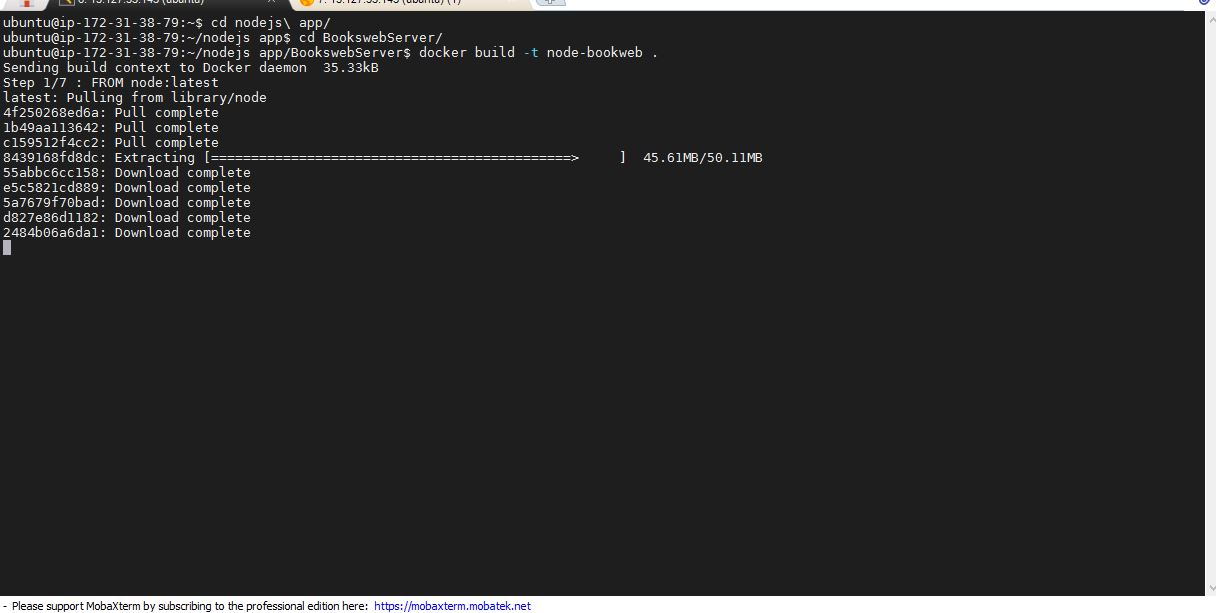 ubuntu@ip-172-31-38-79:~$ cd nodejs\ app/
ubuntu@ip-172-31-38-79:~/nodejs app$ cd BookswebServer/
ubuntu@ip-172-31-38-79:~/nodejs app/BookswebServer$ docker build -t node-bookweb .
Sending build context to Docker daemon  35.33kB
Step 1/7 : FROM node:latest
latest: Pulling from library/node
4f250268ed6a: Pull complete
1b49aa113642: Pull complete
c159512f4cc2: Pull complete
8439168fd8dc: Extracting [=============================================>     ]  45.61MB/50.11MB
55abbc6cc158: Download complete
e5c5821cd889: Download complete
5a7679f70bad: Download complete
d827e86d1182: Download complete
2484b06a6da1: Download complete
- Please support MobaXterm by subscribing to the professional edition here: https://mobaxterm.mobatek.net